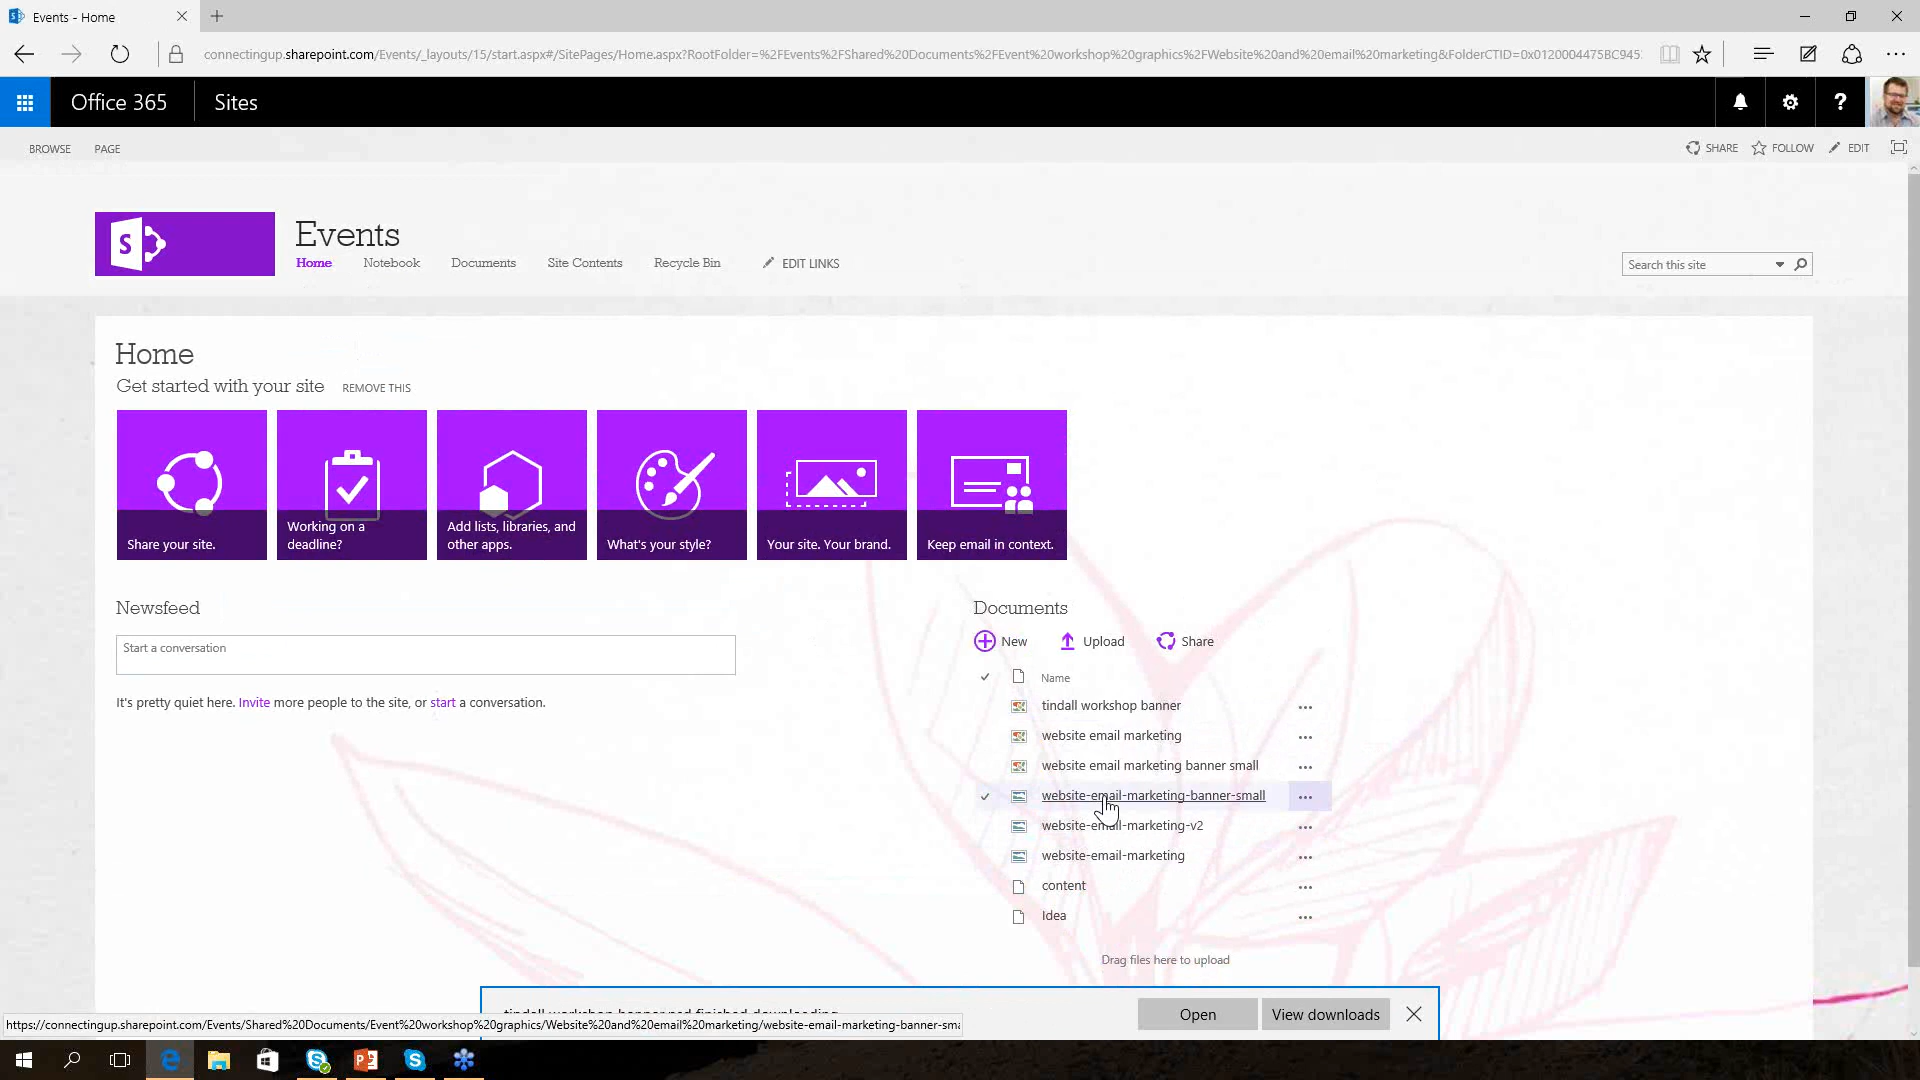 Events - Home
connectingup.sharepoint.com/Events/_layouts/15/start.aspx#/SitePages/Home.aspx?RootFolder=%2FEvents%2FShared%20Documents%2FEvent%20workshop%20graphics%2FWebsite%20and%20email%20marketing&FolderCTID=0x0120004475BC945
Office 365 Sites
BROWSE PAGE SHARE FOLLOW EDIT
S
Events
Home Notebook Documents Site Contents Recycle Bin EDIT LINKS
Search this site
Home
Get started with your site REMOVE THIS
Share your site.
Working on a
deadline?
Add lists, libraries, and
other apps.
What's your style?
Your site. Your brand.
Keep email in context.
Newsfeed
Start a conversation
It's pretty quiet here. Invite more people to the site, or start a conversation.
Documents
New Upload Share
Name
tindall workshop banner
website email marketing
website email marketing banner small
website-email-marketing-banner-small
website-email-marketing-v2
website-email-marketing
content
Idea
Drag files here to upload
tindall workshop banner.psd finished downloading.
Open View downloads
https://connectingup.sharepoint.com/Events/Shared%20Documents/Event%20workshop%20graphics/Website%20and%20email%20marketing/website-email-marketing-banner-sma